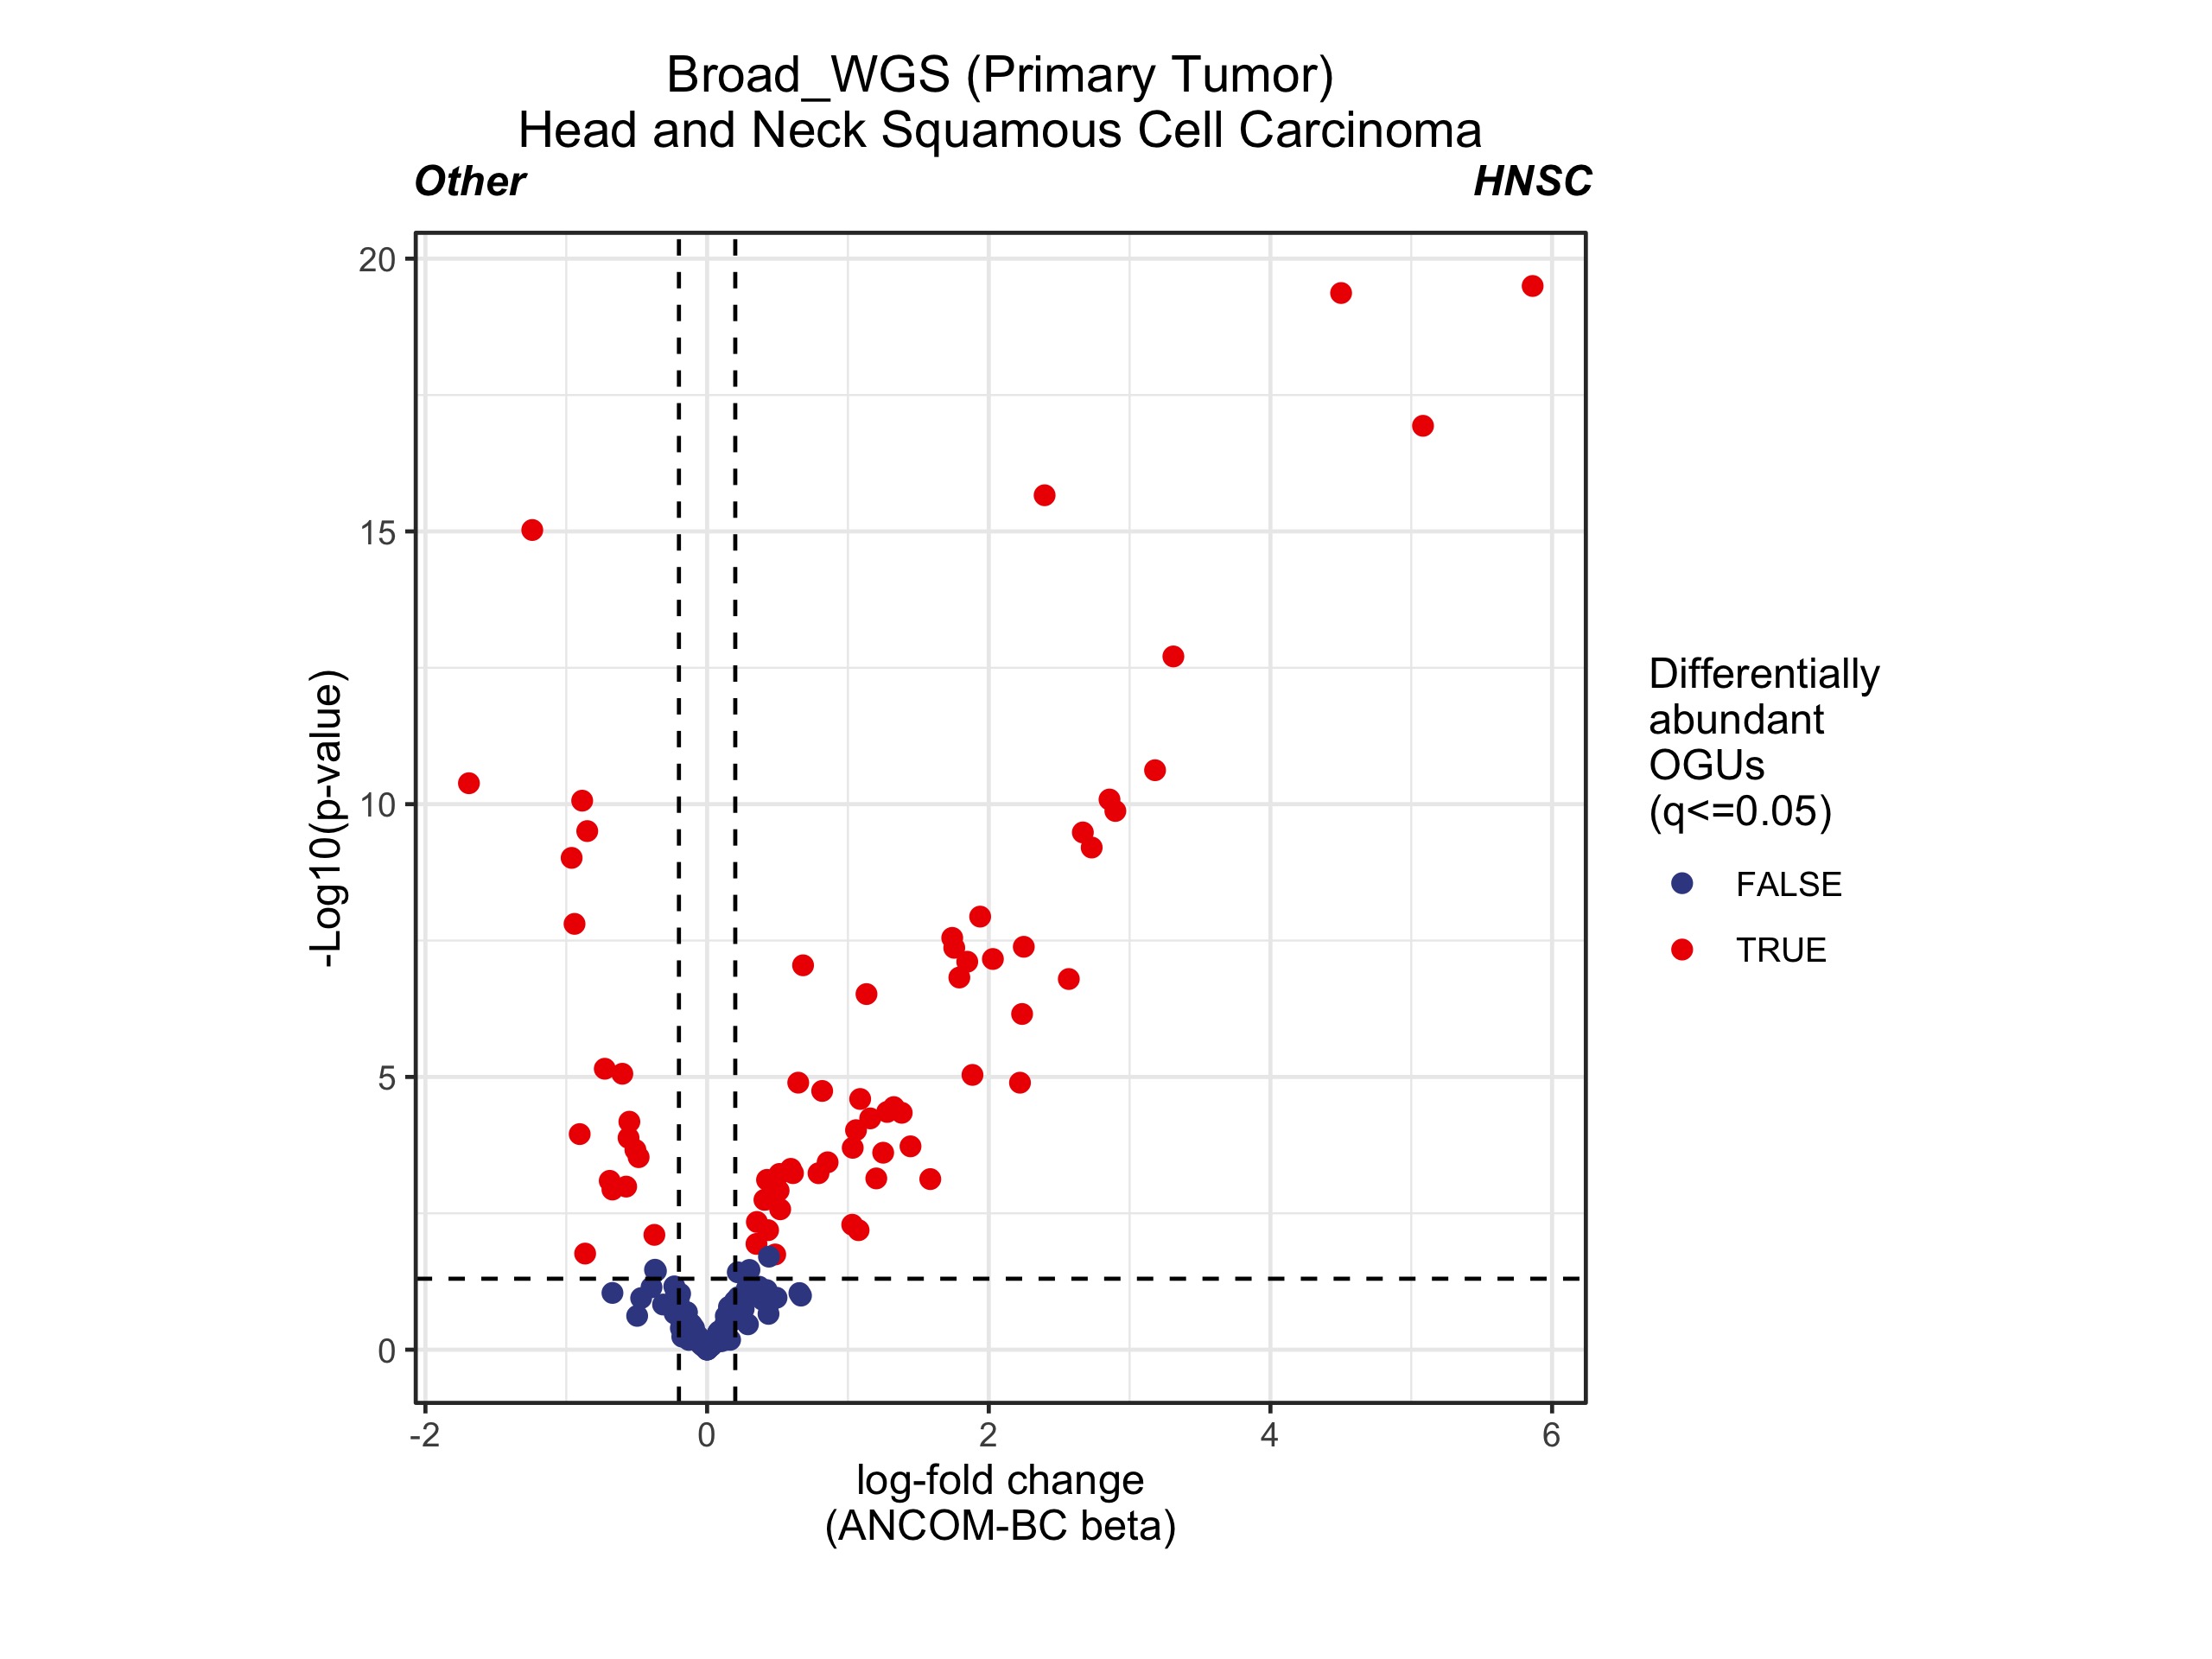 Broad_WGS (Primary Tumor)
Head and Neck Squamous Cell Carcinoma
Other
HNSC
20
15
10
5
0
-Log10(p-value)
-2
0
2
4
6
log-fold change
(ANCOM-BC beta)
Differentially
abundant
OGUs
(q<=0.05)
FALSE
TRUE